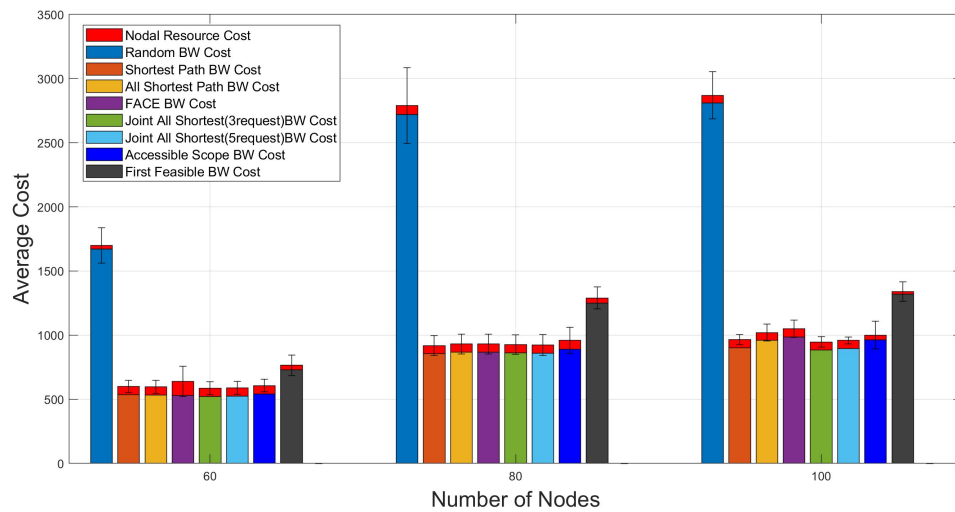 3500
3000
2500
2000
1500
1000
500
0
Average Cost
Nodal Resource Cost
Random BW Cost
Shortest Path BW Cost
All Shortest Path BW Cost
FACE BW Cost
Joint All Shortest(3request)BW Cost
Joint All Shortest(5request)BW Cost
Accessible Scope BW Cost
First Feasible BW Cost
60
80
100
Number of Nodes